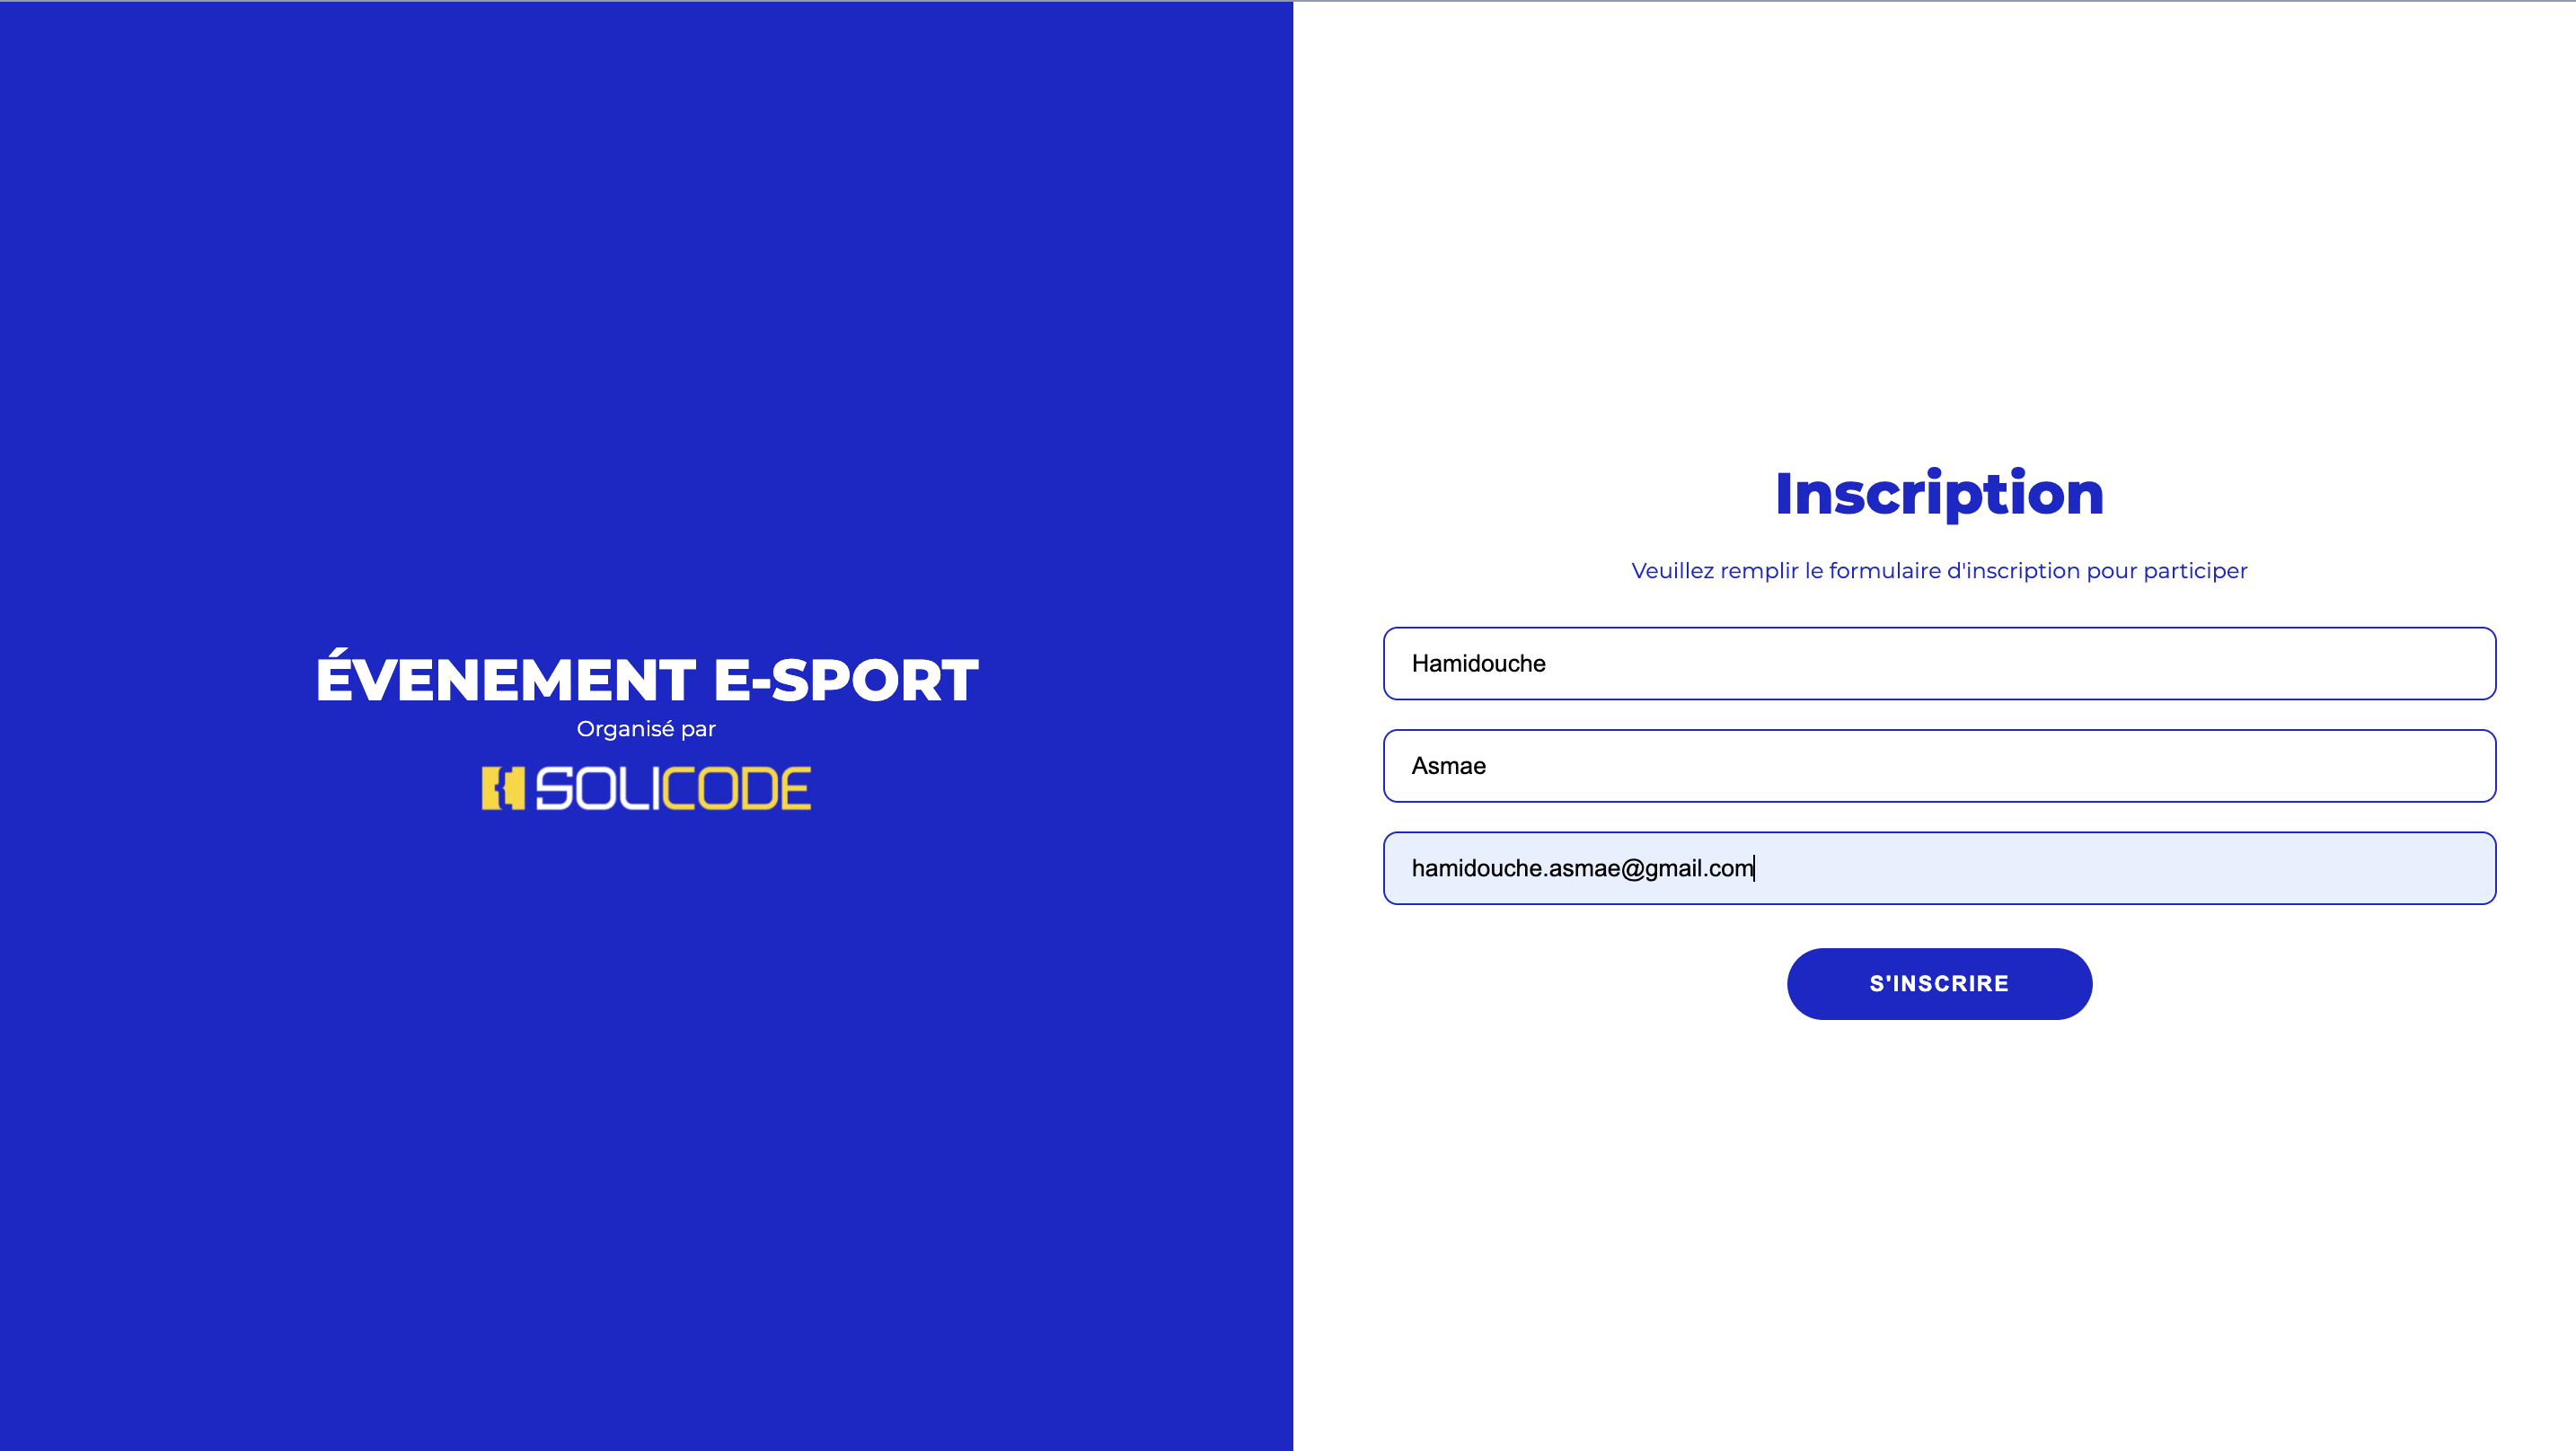 ÉVENEMENT E-SPORT
Organisé par
SOLICODE
Inscription
Veuillez remplir le formulaire d'inscription pour participer
Hamidouche
Asmae
hamidouche.asmae@gmail.com
S'INSCRIRE